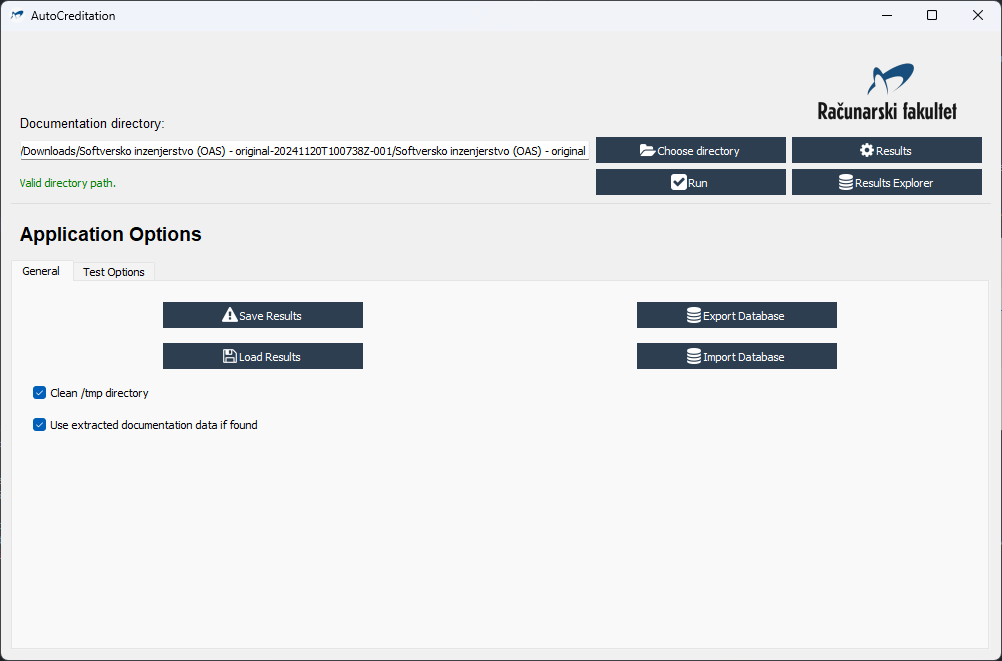 AutoCreditation
Računarski fakultet
Documentation directory:
/Downloads/Softversko inzenjerstvo (OAS) - original-20241120T100738Z-001/Softversko inzenjerstvo (OAS) - original
Choose directory
Results
Valid directory path.
Run
Results Explorer
Application Options
General
Test Options
Save Results
Export Database
Load Results
Import Database
Clean /tmp directory
Use extracted documentation data if found